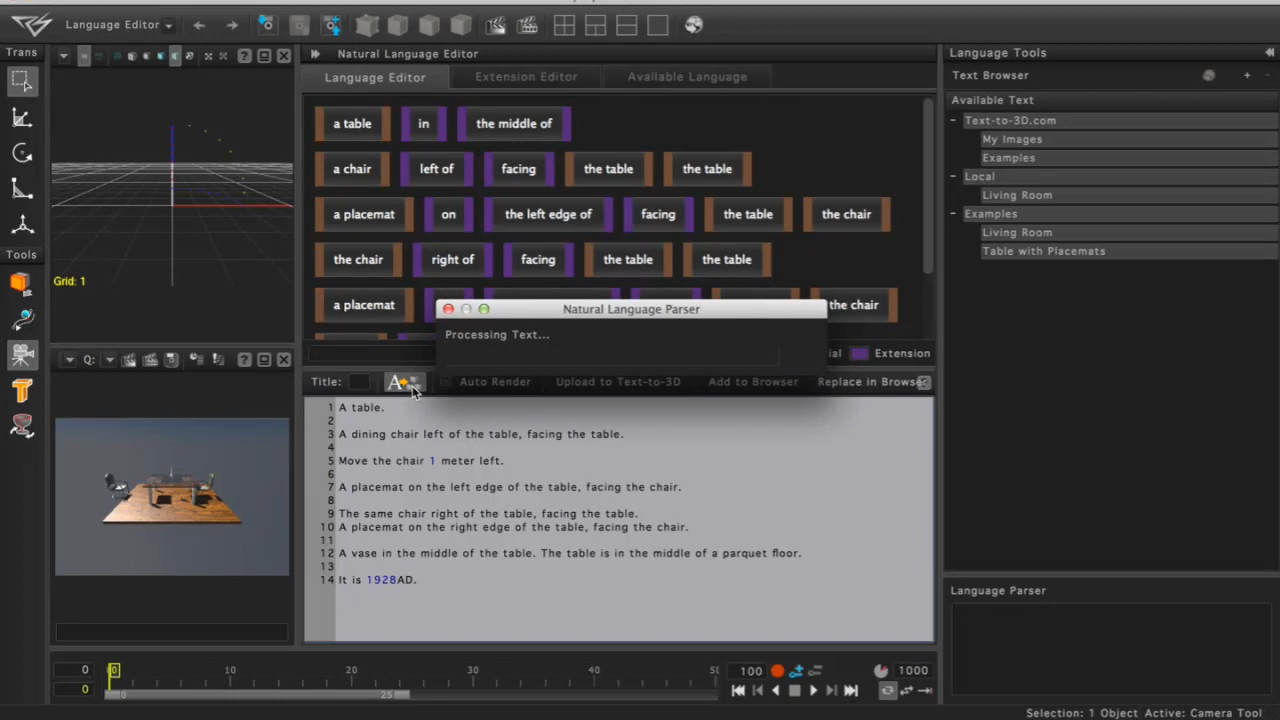 Language Editor
Trans
Natural Language Editor
Language Tools
Language Editor
Extension Editor
Available Language
Text Browser
Available Text
Text-to-3D.com
My Images
Examples
Local
Living Room
Examples
Living Room
Table with Placemats
a table in the middle of
a chair left of facing the table the table
a placemat on the left edge of facing the table the chair
the chair right of facing the table the table
a placemat the chair
Grid: 1
Tools
Natural Language Parser
Processing Text...
Extension
Q:
Title:
A
Auto Render
Upload to Text-to-3D
Add to Browser
Replace in Browser
1 A table.
2
3 A dining chair left of the table, facing the table.
4
5 Move the chair 1 meter left.
6
7 A placemat on the left edge of the table, facing the chair.
8
9 The same chair right of the table, facing the table.
10 A placemat on the right edge of the table, facing the chair.
11
12 A vase in the middle of the table. The table is in the middle of a parquet floor.
13
14 It is 1928AD.
Language Parser
0 0 10 20 30 40 100 1000
0 0 25
Selection: 1 Object Active: Camera Tool